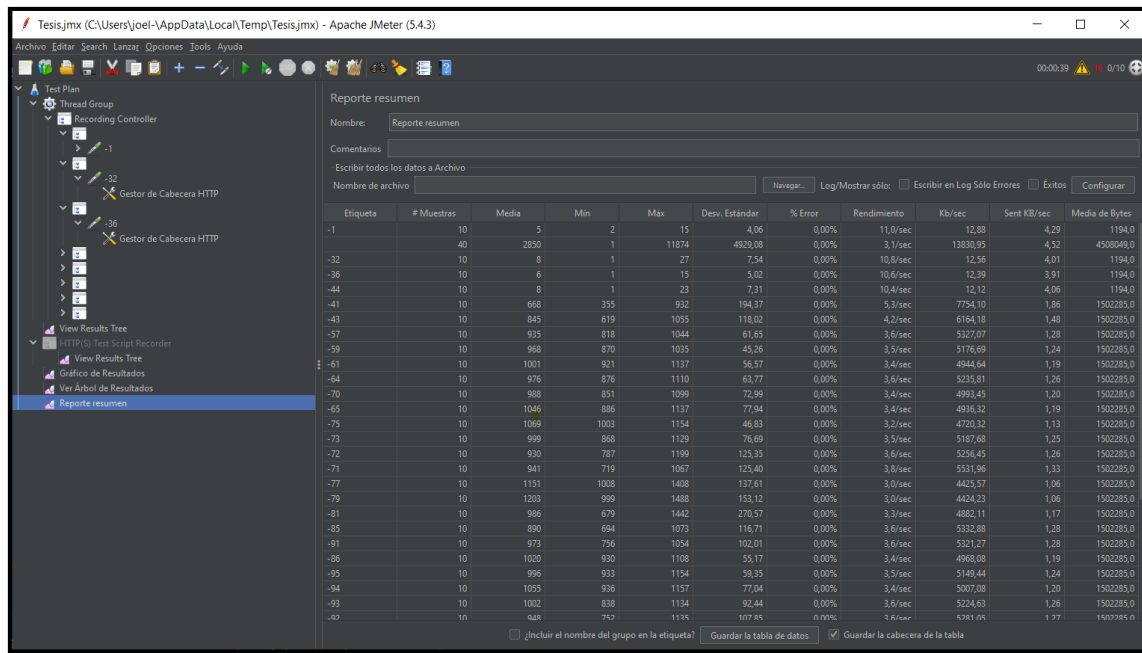 Tesis.jmx (C:\Users\joel-\AppData\Local\Temp\Tesis.jmx) - Apache JMeter (5.4.3)
Archivo Editar Search Lanzar Opciones Tools Ayuda
00:00:39 0/10
Test Plan
Thread Group
Recording Controller
-1
-32
Gestor de Cabecera HTTP
-36
Gestor de Cabecera HTTP
View Results Tree
HTTP(S) Test Script Recorder
View Results Tree
Gráfico de Resultados
Ver Árbol de Resultados
Reporte resumen
Reporte resumen
Nombre: Reporte resumen
Comentarios
Escribir todos los datos a Archivo
Nombre de archivo Navegar... Log/Mostrar sólo: Escribir en Log Sólo Errores Éxitos Configurar
Etiqueta # Muestras Media Mín Máx Desv. Estándar % Error Rendimiento Kb/sec Sent KB/sec Media de Bytes
-1 10 5 2 15 4,06 0,00% 11,0/sec 12,88 4,29 1194,0
40 2850 1 11874 4929,08 0,00% 3,1/sec 13830,95 4,52 4508049,0
-32 10 8 1 27 7,54 0,00% 10,8/sec 12,56 4,01 1194,0
-36 10 6 1 15 5,02 0,00% 10,6/sec 12,39 3,91 1194,0
-44 10 8 1 23 7,31 0,00% 10,4/sec 12,12 4,06 1194,0
-41 10 668 355 932 194,37 0,00% 5,3/sec 7754,10 1,86 1502285,0
-43 10 845 619 1055 118,02 0,00% 4,2/sec 6164,18 1,48 1502285,0
-57 10 935 818 1044 61,65 0,00% 3,6/sec 5327,07 1,28 1502285,0
-59 10 968 870 1035 45,26 0,00% 3,5/sec 5176,69 1,24 1502285,0
-61 10 1001 921 1137 56,57 0,00% 3,4/sec 4944,64 1,19 1502285,0
-64 10 976 876 1110 63,77 0,00% 3,6/sec 5235,81 1,26 1502285,0
-70 10 988 851 1099 72,99 0,00% 3,4/sec 4993,45 1,20 1502285,0
-65 10 1046 886 1137 77,94 0,00% 3,4/sec 4936,32 1,19 1502285,0
-75 10 1069 1003 1154 46,83 0,00% 3,2/sec 4720,32 1,13 1502285,0
-73 10 999 868 1129 76,69 0,00% 3,5/sec 5187,68 1,25 1502285,0
-72 10 930 787 1199 125,35 0,00% 3,6/sec 5256,45 1,26 1502285,0
-71 10 941 719 1067 125,40 0,00% 3,8/sec 5531,96 1,33 1502285,0
-77 10 1151 1008 1408 137,61 0,00% 3,0/sec 4425,57 1,06 1502285,0
-79 10 1203 999 1488 153,12 0,00% 3,0/sec 4424,23 1,06 1502285,0
-81 10 986 679 1442 270,57 0,00% 3,3/sec 4882,11 1,17 1502285,0
-85 10 890 694 1073 116,71 0,00% 3,6/sec 5332,88 1,28 1502285,0
-91 10 973 756 1054 102,01 0,00% 3,6/sec 5321,27 1,28 1502285,0
-86 10 1020 930 1108 55,17 0,00% 3,4/sec 4968,08 1,19 1502285,0
-95 10 996 933 1154 59,35 0,00% 3,5/sec 5149,44 1,24 1502285,0
-94 10 1055 936 1157 77,04 0,00% 3,4/sec 5007,08 1,20 1502285,0
-93 10 1002 838 1134 92,44 0,00% 3,6/sec 5224,63 1,26 1502285,0
-92 10 948 752 1135 107,85 0,00% 3,6/sec 5281,05 1,27 1502285,0
¿Incluir el nombre del grupo en la etiqueta? Guardar la tabla de datos Guardar la cabecera de la tabla